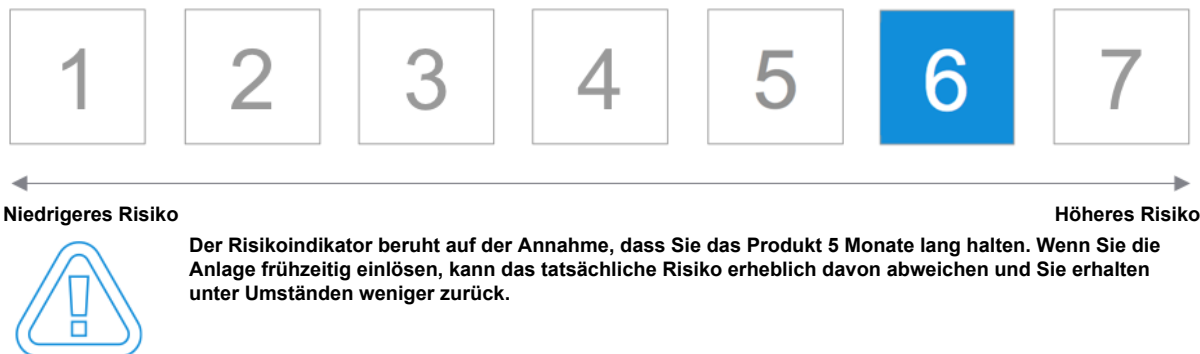 1 2 3 4 5 6 7
Niedrigeres Risiko Höheres Risiko
Der Risikoindikator beruht auf der Annahme, dass Sie das Produkt 5 Monate lang halten. Wenn Sie die
Anlage frühzeitig einlösen, kann das tatsächliche Risiko erheblich davon abweichen und Sie erhalten
unter Umständen weniger zurück.